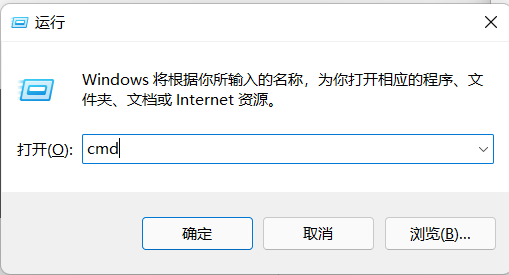 运行
Windows 将根据你所输入的名称，为你打开相应的程序、文
件夹、文档或 Internet 资源。
打开(O): cmd
确定 取消 浏览(B)...